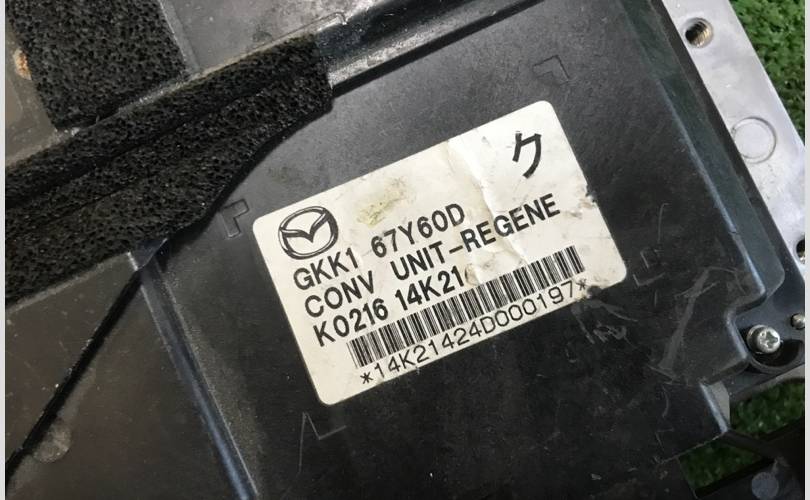 ク
GKK1 67Y60D
CONV UNIT-REGENE
K0216 14K21
*14K21424D000197*